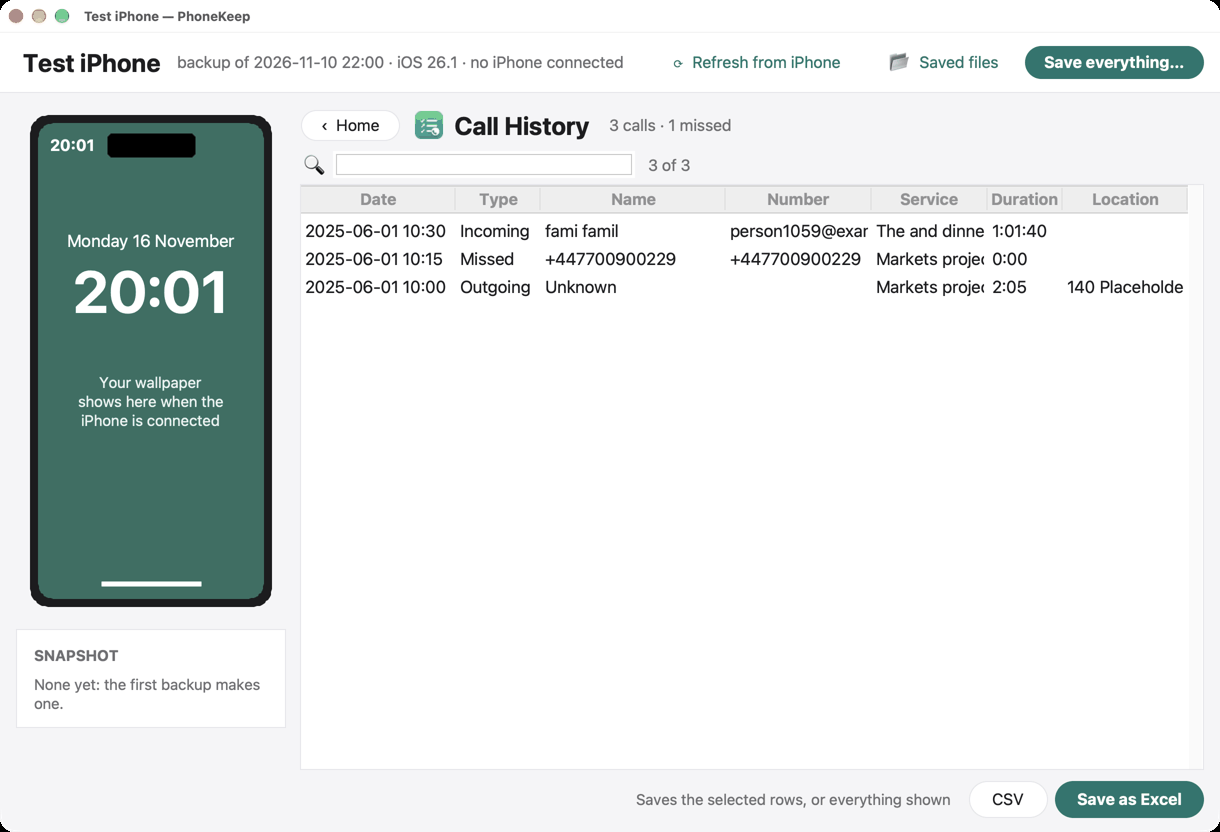 Test iPhone — PhoneKeep
Test iPhone
backup of 2026-11-10 22:00 · iOS 26.1 · no iPhone connected
Refresh from iPhone
Saved files
Save everything...
20:01
Monday 16 November
20:01
Your wallpaper
shows here when the
iPhone is connected
SNAPSHOT
None yet: the first backup makes
one.
‹ Home
Call History
3 calls · 1 missed
3 of 3
Date Type Name Number Service Duration Location
2025-06-01 10:30 Incoming fami famil person1059@exar The and dinne 1:01:40
2025-06-01 10:15 Missed +447700900229 +447700900229 Markets projec 0:00
2025-06-01 10:00 Outgoing Unknown Markets projec 2:05 140 Placeholde
Saves the selected rows, or everything shown
CSV
Save as Excel